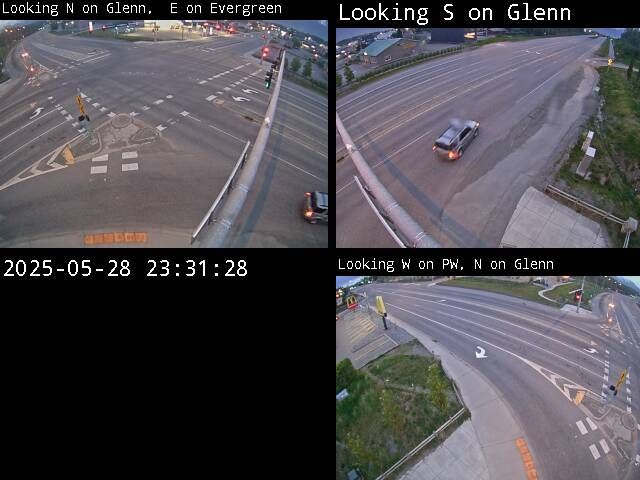 Looking N on Glenn,  E on Evergreen
Looking S on Glenn
2025-05-28 23:31:28
Looking W on PW, N on Glenn